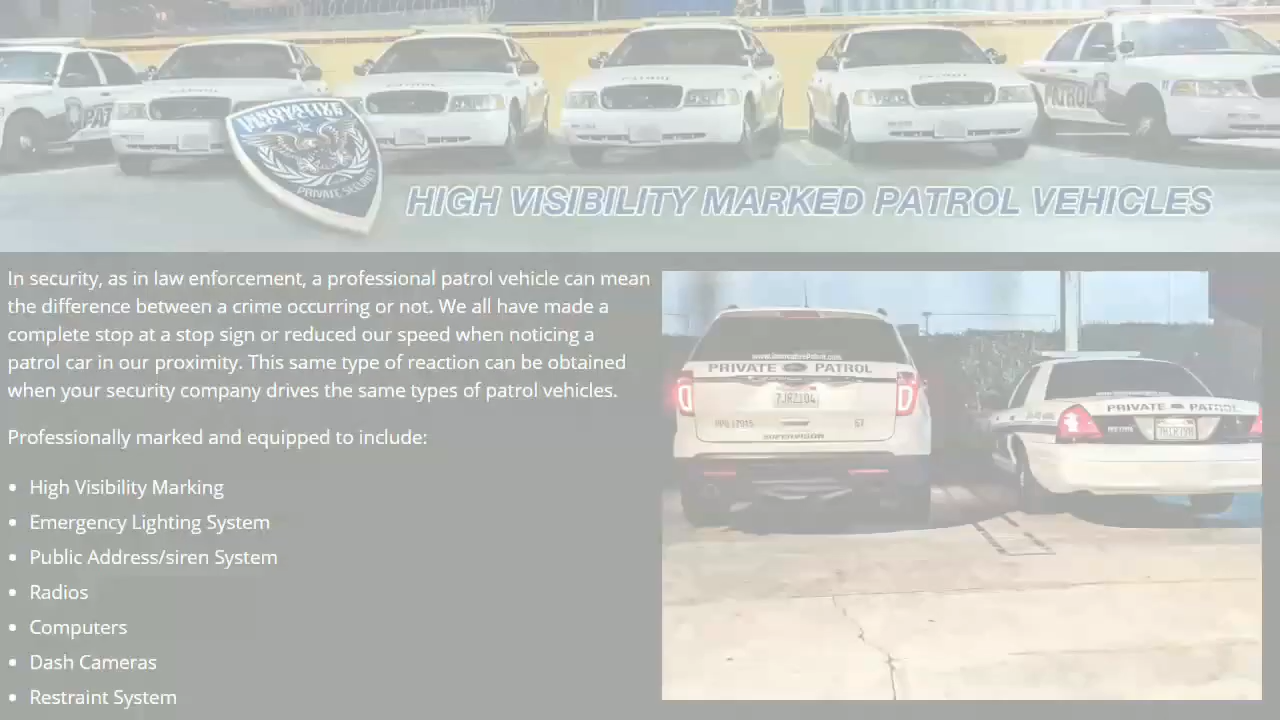 PATROL
INNOVATIVE
PROTECTION
PRIVATE SECURITY
HIGH VISIBILITY MARKED PATROL VEHICLES
In security, as in law enforcement, a professional patrol vehicle can mean
the difference between a crime occurring or not. We all have made a
complete stop at a stop sign or reduced our speed when noticing a
patrol car in our proximity. This same type of reaction can be obtained
when your security company drives the same types of patrol vehicles.
Professionally marked and equipped to include:
• High Visibility Marking
• Emergency Lighting System
• Public Address/siren System
• Radios
• Computers
• Dash Cameras
• Restraint System
PRIVATE PATROL
SUPERVISOR
PRIVATE PATROL